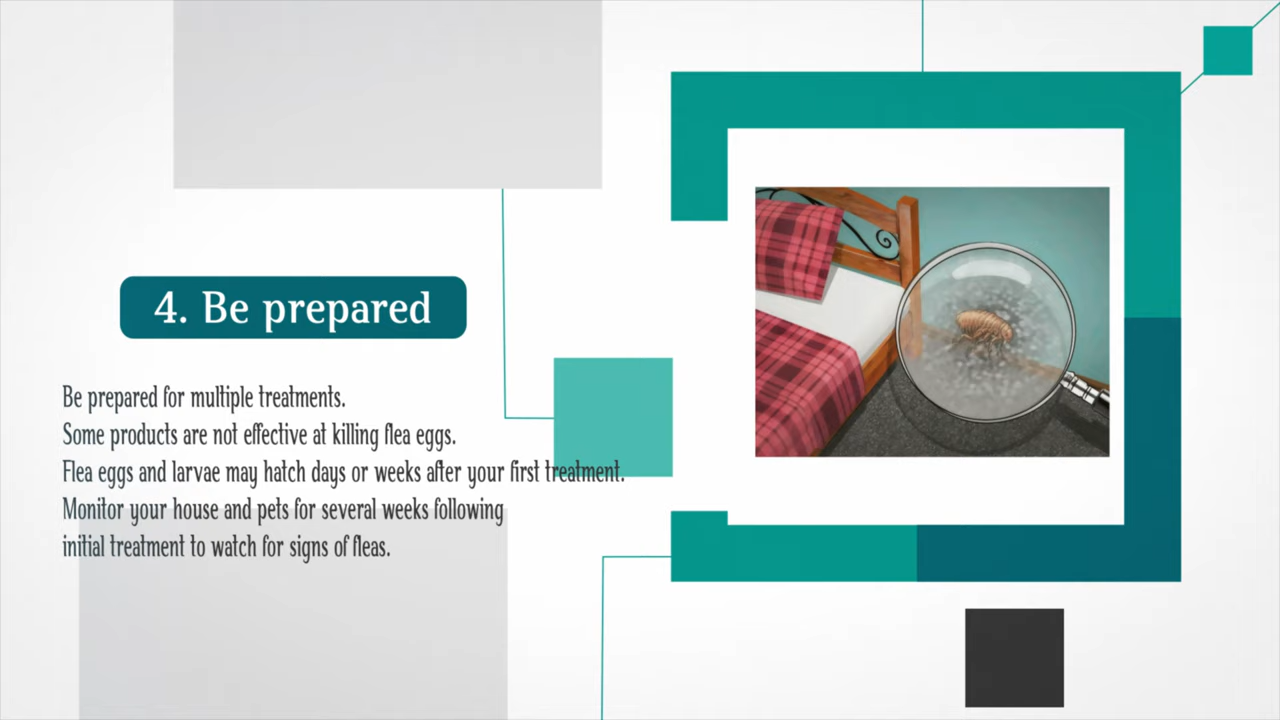 4. Be prepared
Be prepared for multiple treatments.
Some products are not effective at killing flea eggs.
Flea eggs and larvae may hatch days or weeks after your first treatment.
Monitor your house and pets for several weeks following
initial treatment to watch for signs of fleas.